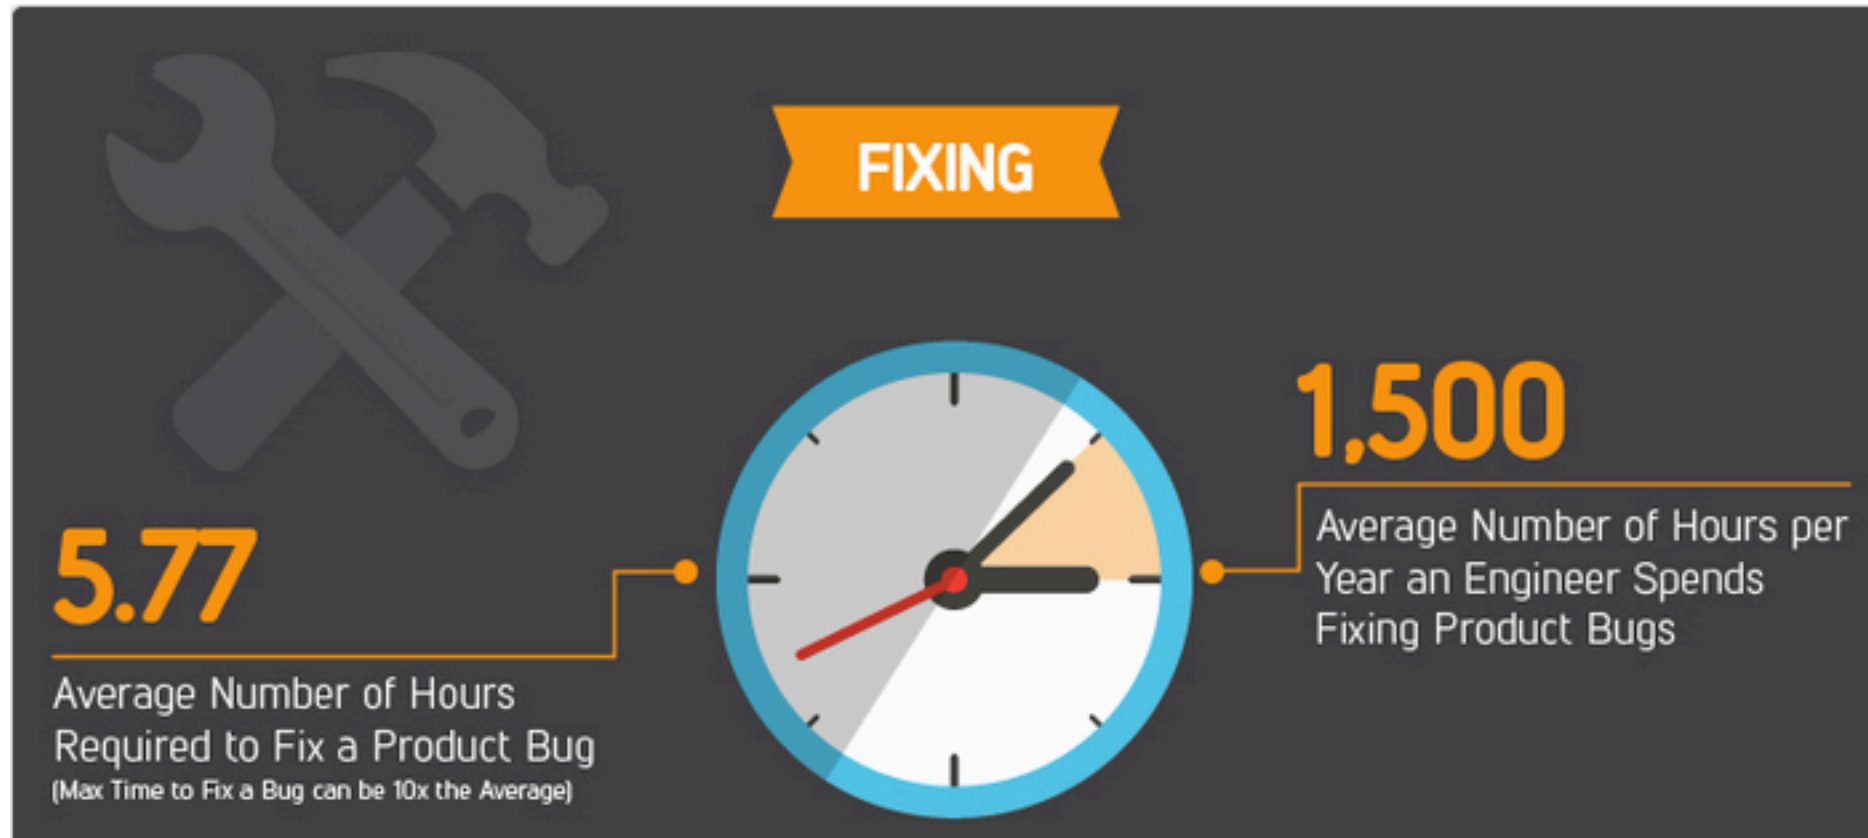 FIXING
5.77
Average Number of Hours
Required to Fix a Product Bug
(Max Time to Fix a Bug can be 10x the Average)
1,500
Average Number of Hours per
Year an Engineer Spends
Fixing Product Bugs